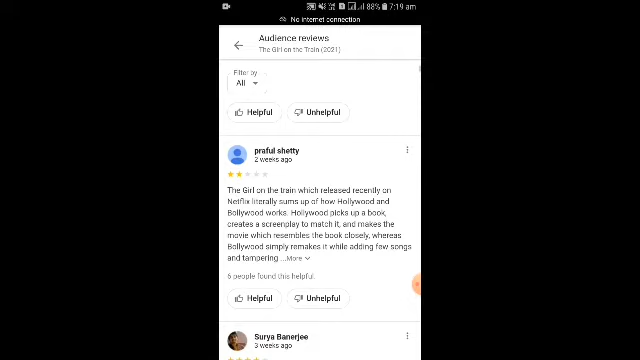 88% 7:19 am
No internet connection
Audience reviews
The Girl on the Train (2021)
Filter by
All
Helpful Unhelpful
praful shetty
2 weeks ago
The Girl on the train which released recently on
Netflix literally sums up of how Hollywood and
Bollywood works. Hollywood picks up a book,
creates a screenplay to match it, and makes the
movie which resembles the book closely, whereas
Bollywood simply remakes it while adding few songs
and tampering ...More
6 people found this helpful.
Helpful Unhelpful
Surya Banerjee
3 weeks ago